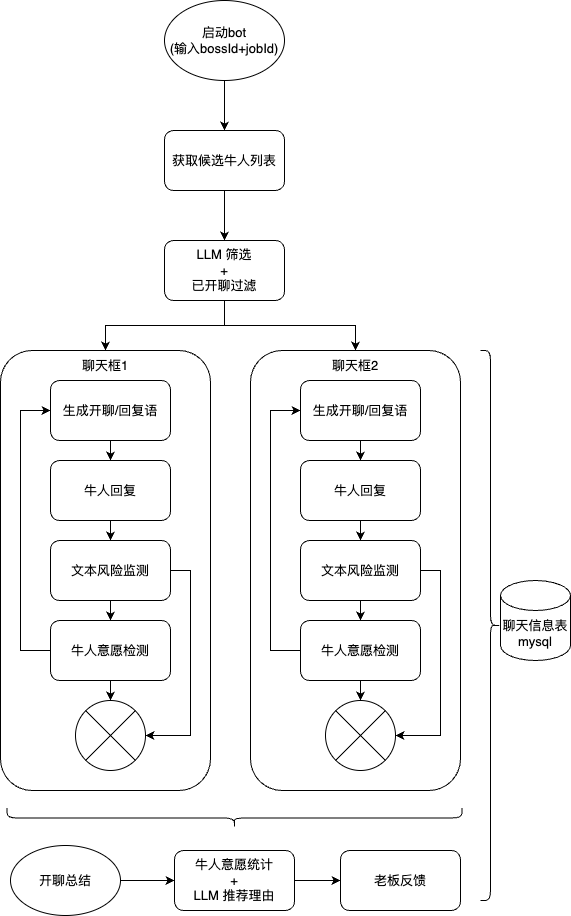 启动bot
(输入bossId+jobId)
获取候选牛人列表
LLM 筛选
+
已开聊过滤
聊天框1
生成开聊/回复语
牛人回复
文本风险监测
牛人意愿检测
聊天框2
生成开聊/回复语
牛人回复
文本风险监测
牛人意愿检测
聊天信息表
mysql
开聊总结
牛人意愿统计
+
LLM 推荐理由
老板反馈